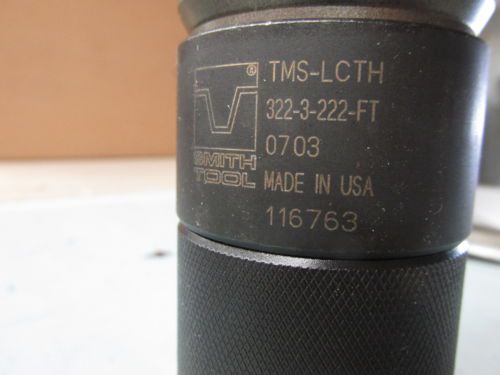 ®
TMS-LCTH
322-3-222-FT
0703
SMITH
TOOL
MADE IN USA
116763